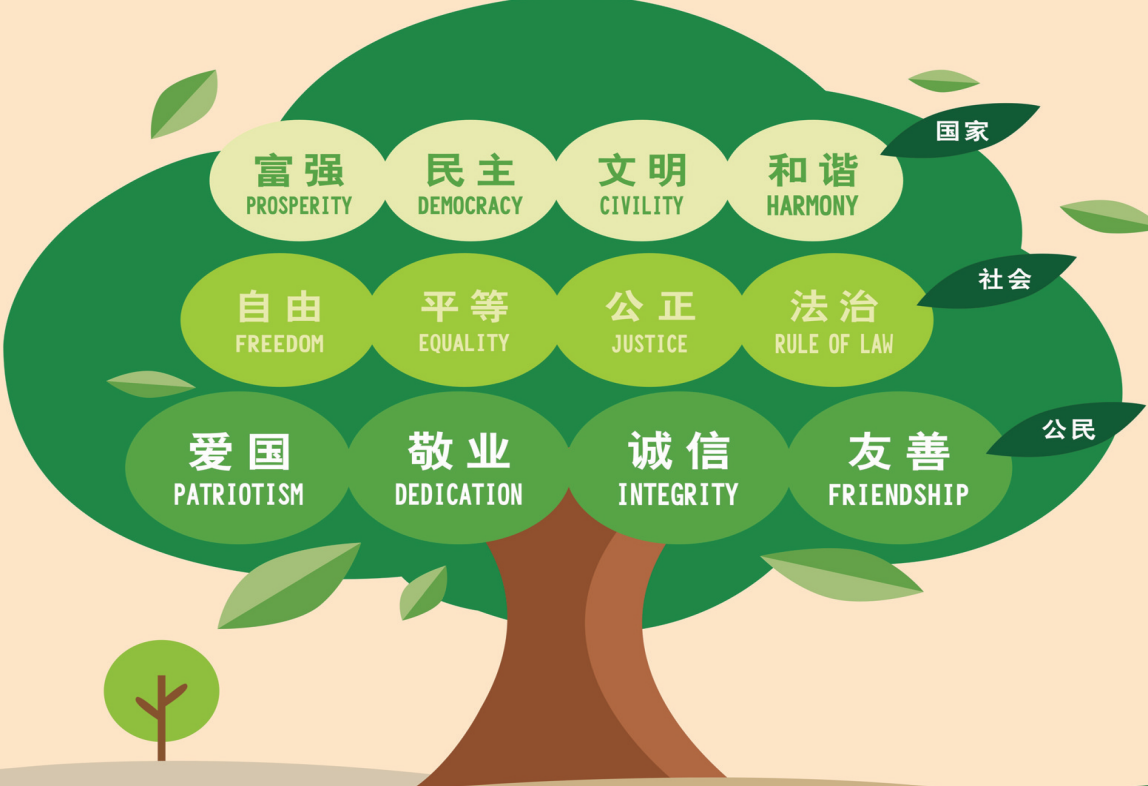 富强 民主 文明 和谐 国家
PROSPERITY DEMOCRACY CIVILITY HARMONY
自由 平等 公正 法治 社会
FREEDOM EQUALITY JUSTICE RULE OF LAW
爱国 敬业 诚信 友善 公民
PATRIOTISM DEDICATION INTEGRITY FRIENDSHIP